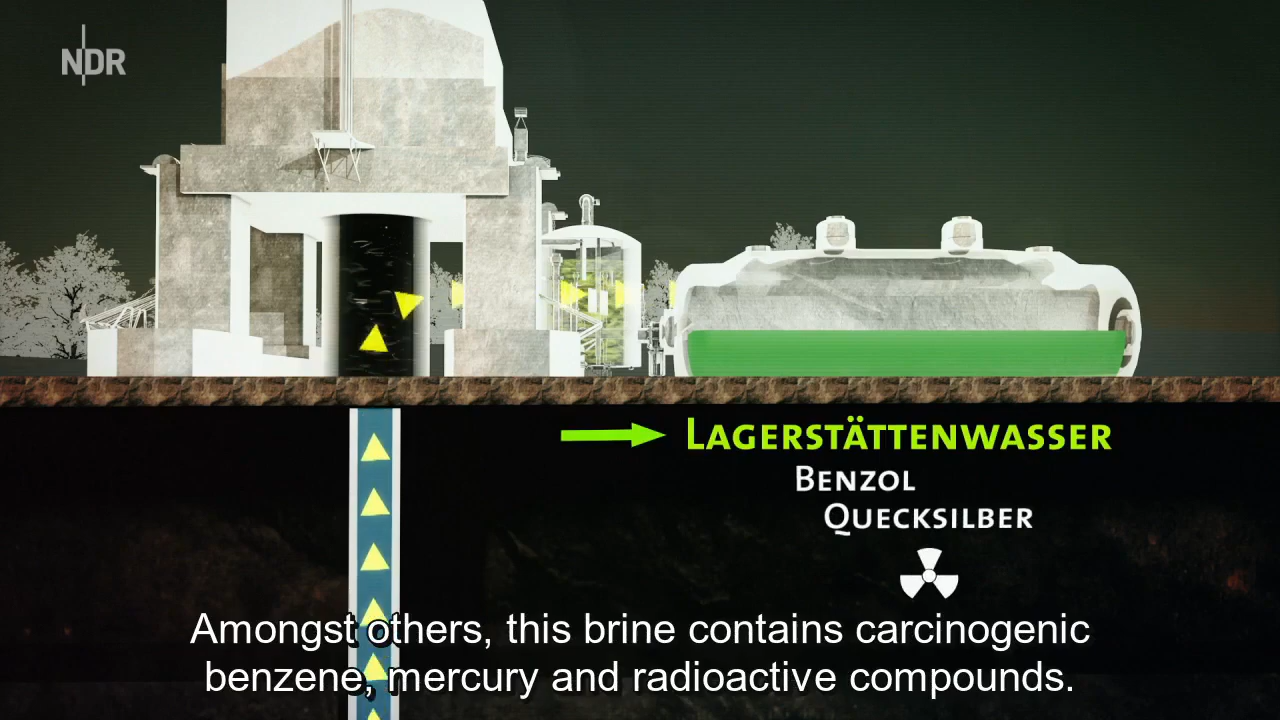 NDR
LAGERSTÄTTENWASSER
BENZOL
QUECKSILBER
Amongst others, this brine contains carcinogenic
benzene, mercury and radioactive compounds.